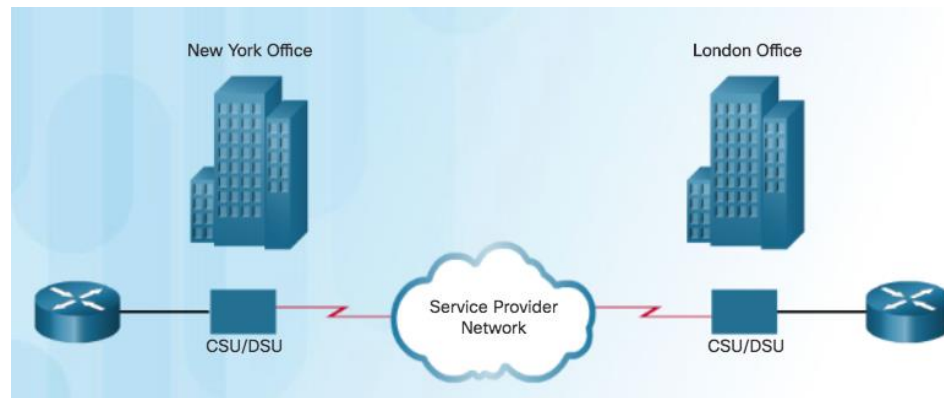 New York Office
London Office
Service Provider
Network
CSU/DSU
CSU/DSU